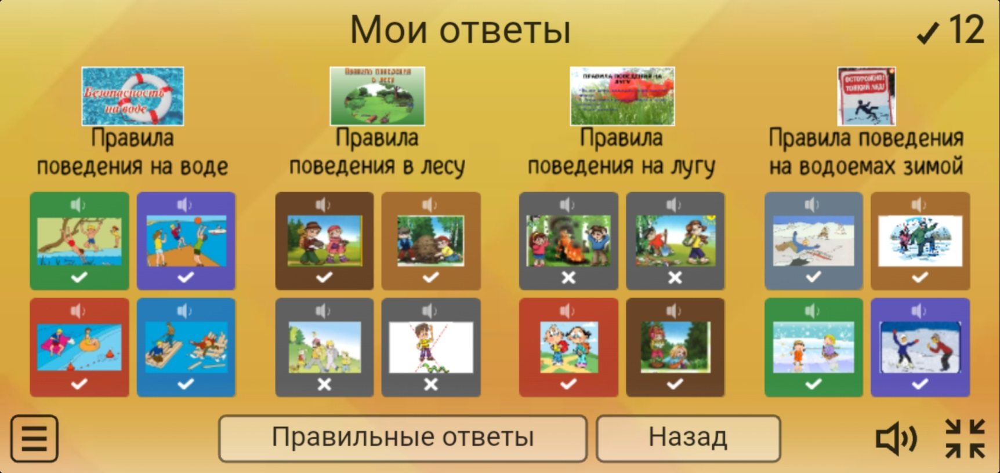 Мои ответы
12
Безопасность
на воде
Правила поведения
в лесу
ПРАВИЛА ПОВЕДЕНИЯ НА
ЛУГУ
ОСТОРОЖНО!
ТОНКИЙ ЛЁД!
Правила
поведения на воде
Правила
поведения в лесу
Правила
поведения на лугу
Правила поведения
на водоемах зимой
Правильные ответы
Назад